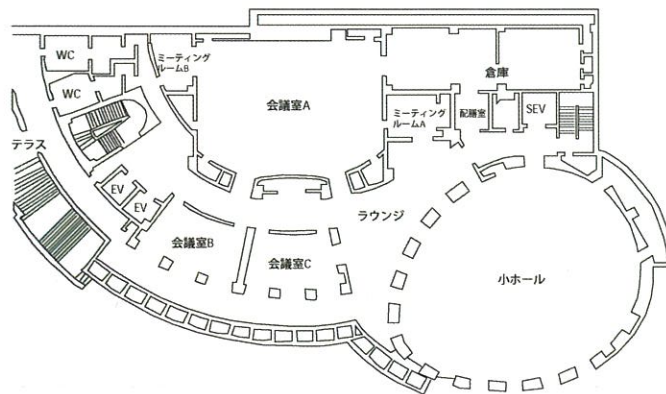 WC
WC
ミーティング
ルームB
会議室A
倉庫
ミーティング
ルームA
配膳室
SEV
テラス
EV
EV
ラウンジ
会議室B
会議室C
小ホール